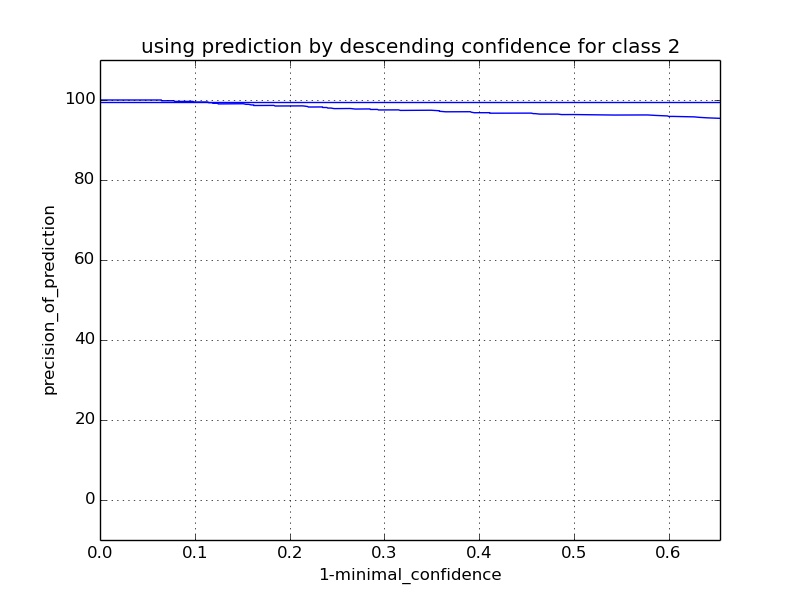 using prediction by descending confidence for class 2
100
80
60
40
20
0
precision_of_prediction
0.0 0.1 0.2 0.3 0.4 0.5 0.6
1-minimal_confidence